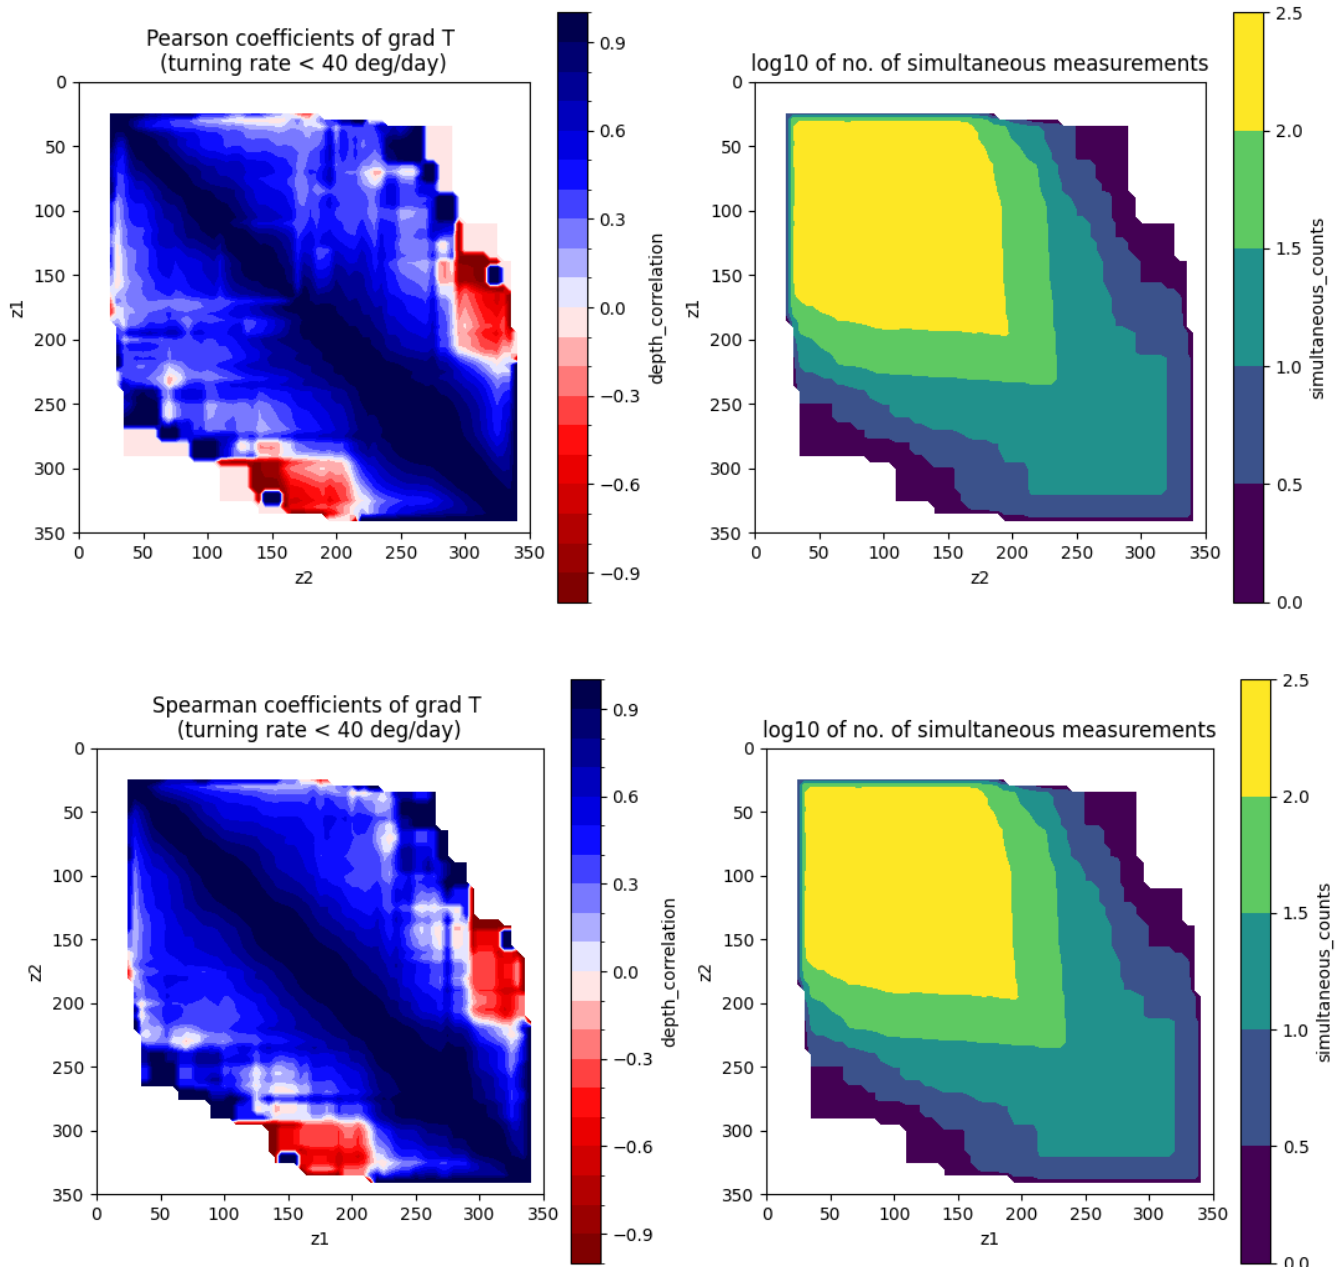 Pearson coefficients of grad T
(turning rate < 40 deg/day)
0
50
100
150
200
250
300
350
z1
0 50 100 150 200 250 300 350
z2
0.9
0.6
0.3
0.0
−0.3
−0.6
−0.9
depth_correlation
log10 of no. of simultaneous measurements
0
50
100
150
200
250
300
350
z1
0 50 100 150 200 250 300 350
z2
2.5
2.0
1.5
1.0
0.5
0.0
simultaneous_counts
Spearman coefficients of grad T
(turning rate < 40 deg/day)
0
50
100
150
200
250
300
350
z2
0 50 100 150 200 250 300 350
z1
0.9
0.6
0.3
0.0
−0.3
−0.6
−0.9
depth_correlation
log10 of no. of simultaneous measurements
0
50
100
150
200
250
300
350
z2
0 50 100 150 200 250 300 350
z1
2.5
2.0
1.5
1.0
0.5
0.0
simultaneous_counts